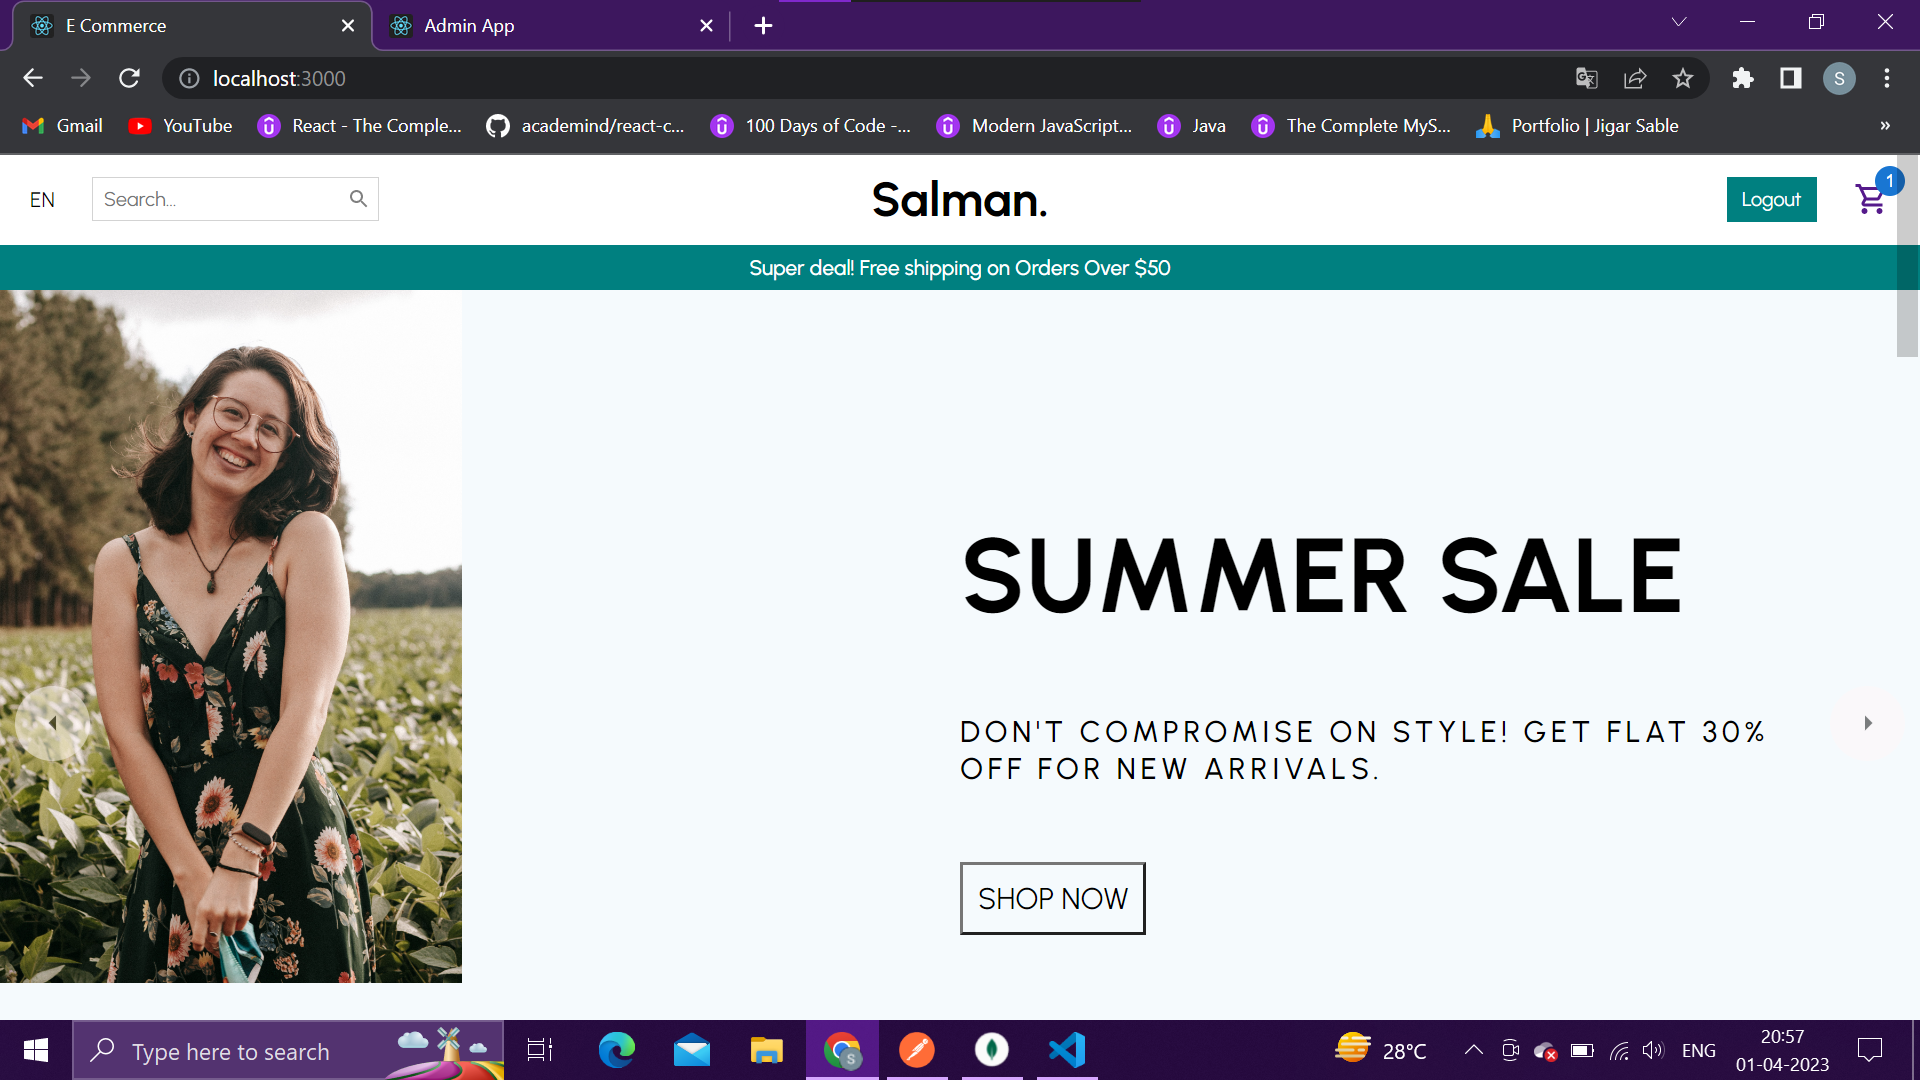 E Commerce
Admin App
localhost:3000
S
Gmail
YouTube
React - The Comple...
academind/react-c...
100 Days of Code -...
Modern JavaScript...
Java
The Complete MyS...
Portfolio | Jigar Sable
»
EN
Search...
Salman.
Logout
1
Super deal! Free shipping on Orders Over $50
SUMMER SALE
DON'T COMPROMISE ON STYLE! GET FLAT 30%
OFF FOR NEW ARRIVALS.
SHOP NOW
Type here to search
S
28°C
ENG
20:57
01-04-2023